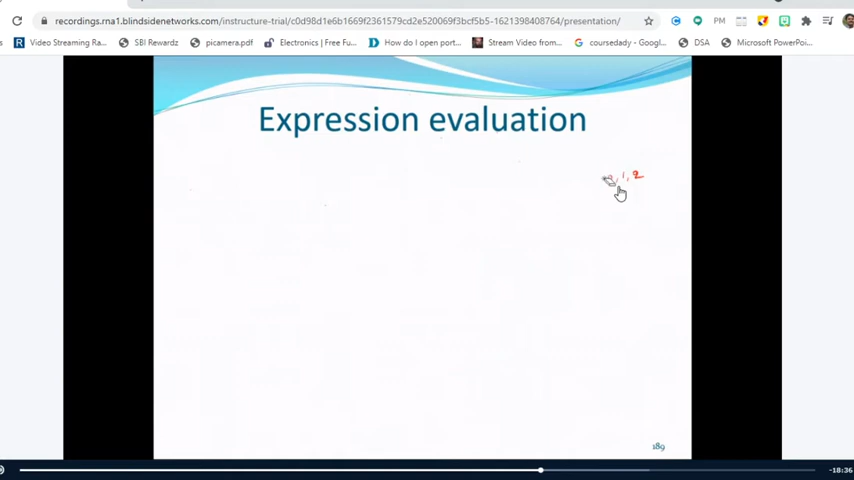 recordings.rna1.blindsidenetworks.com/instructure-trial/c0d98d1e6b1669f2361579cd2e520069f3bcf5b5-1621398408764/presentation/
PM
Video Streaming Ra... SBI Rewardz picamera.pdf Electronics | Free Fu... How do I open port... Stream Video from... coursedady - Googl... DSA Microsoft PowerPoi...
Expression evaluation
, 1, 2
189
-18:36